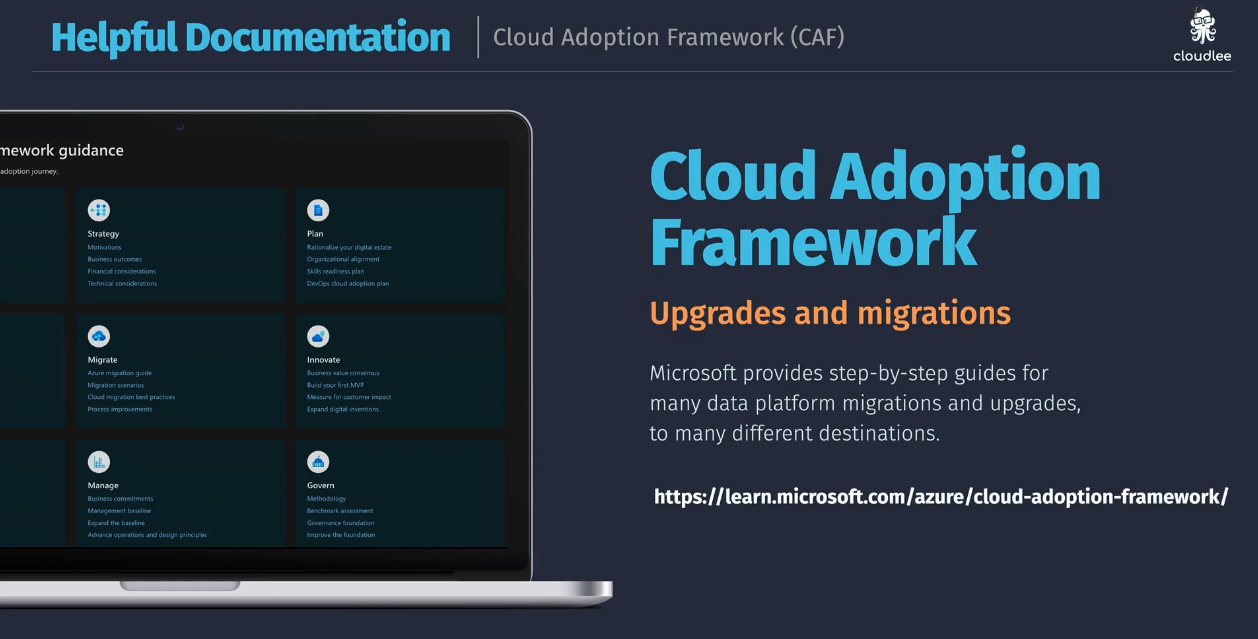 Helpful Documentation
Cloud Adoption Framework (CAF)
cloudlee
mework guidance
adoption journey.
Strategy
Motivations
Business outcomes
Financial considerations
Technical considerations
Plan
Rationalize your digital estate
Organizational alignment
Skills readiness plan
DevOps cloud adoption plan
Migrate
Azure migration guide
Migration scenarios
Cloud migration best practices
Process improvements
Innovate
Business value consensus
Build your first MVP
Measure for customer impact
Expand digital inventions
Manage
Business commitments
Management baseline
Expand the baseline
Advance operations and design principles
Govern
Methodology
Benchmark assessment
Governance foundation
Improve the foundation
Cloud Adoption
Framework
Upgrades and migrations
Microsoft provides step-by-step guides for
many data platform migrations and upgrades,
to many different destinations.
https://learn.microsoft.com/azure/cloud-adoption-framework/